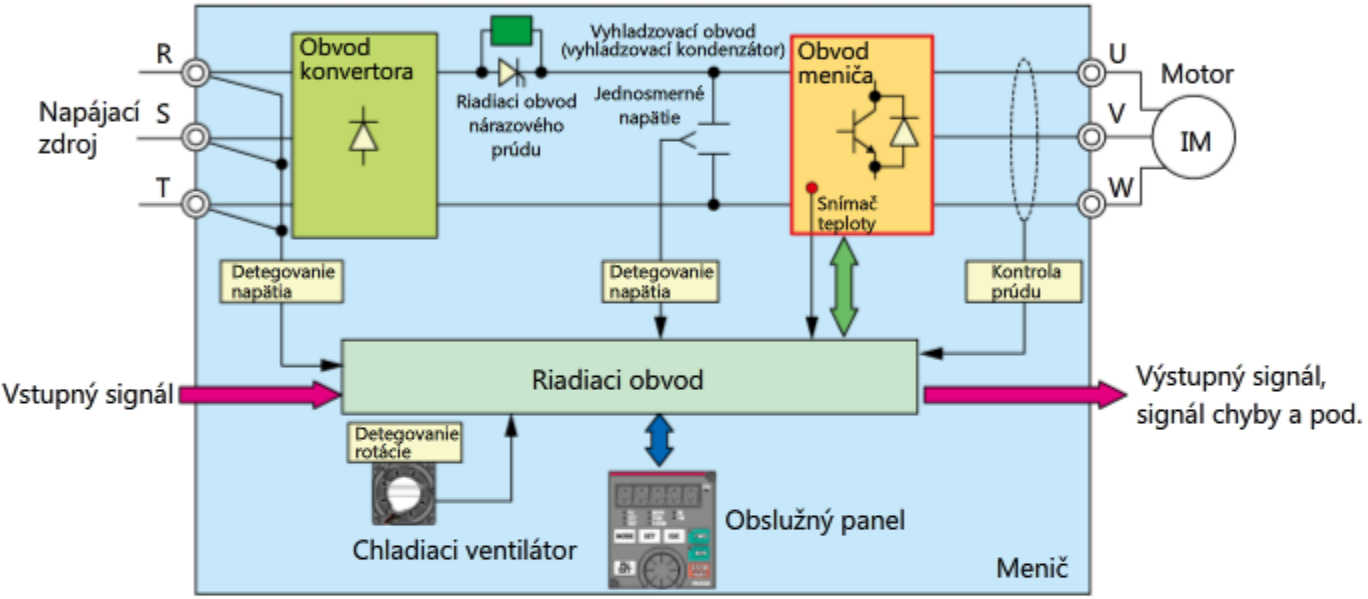 R
S
T
Napájací
zdroj
Obvod
konvertora
Riadiaci obvod
nárazového
prúdu
Vyhladzovací obvod
(vyhladzovací kondenzátor)
Jednosmerné
napätie
Obvod
meniča
Snímač
teploty
U
V
W
Motor
IM
Detegovanie
napätia
Detegovanie
napätia
Kontrola
prúdu
Riadiaci obvod
Vstupný signál
Výstupný signál,
signál chyby a pod.
Detegovanie
rotácie
Chladiaci ventilátor
MODE SET
Obslužný panel
Menič